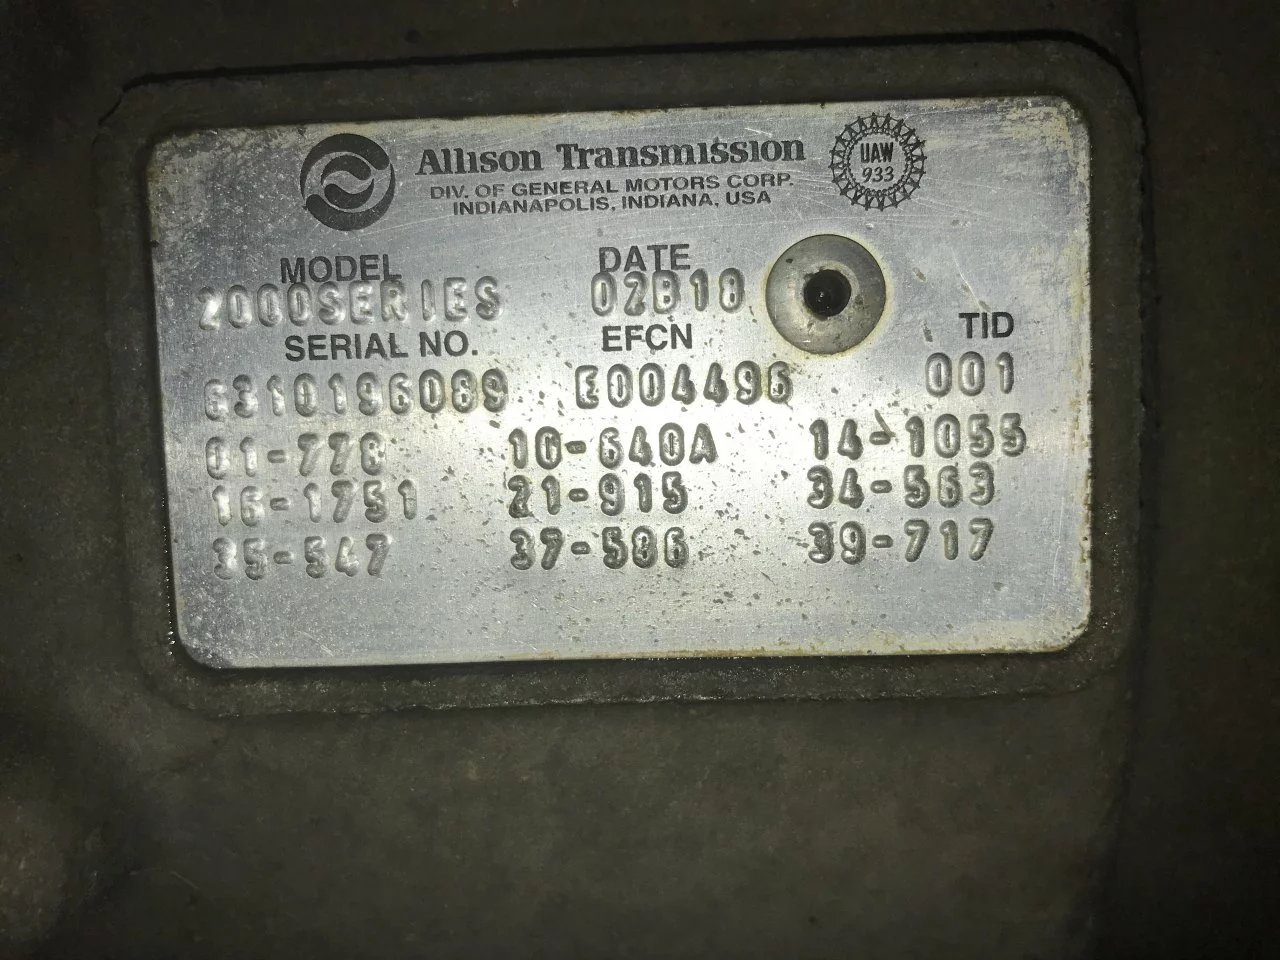 Allison Transmission
DIV. OF GENERAL MOTORS CORP.
INDIANAPOLIS, INDIANA, USA
UAW
933
MODEL DATE
2000SERIES 02B18
SERIAL NO. EFCN TID
6310196089 E004496 001
01-778 10-640A 14-1055
16-1751 21-915 34-563
35-547 37-586 39-717